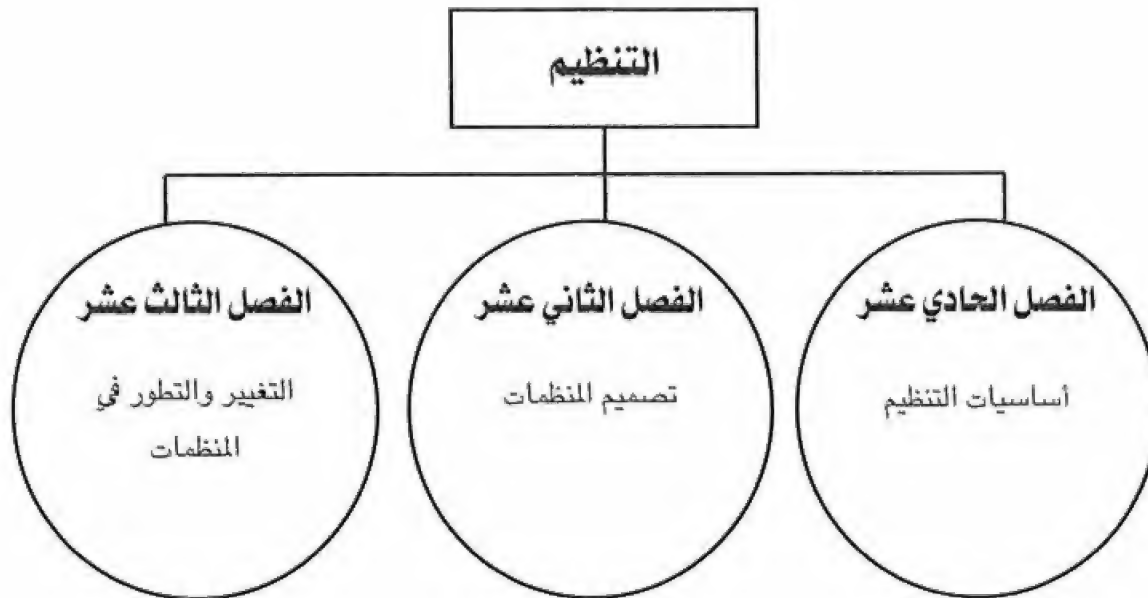 التنظيم
الفصل الحادي عشر
أساسيات التنظيم
الفصل الثاني عشر
تصميم المنظمات
الفصل الثالث عشر
التغيير والتطور في
المنظمات